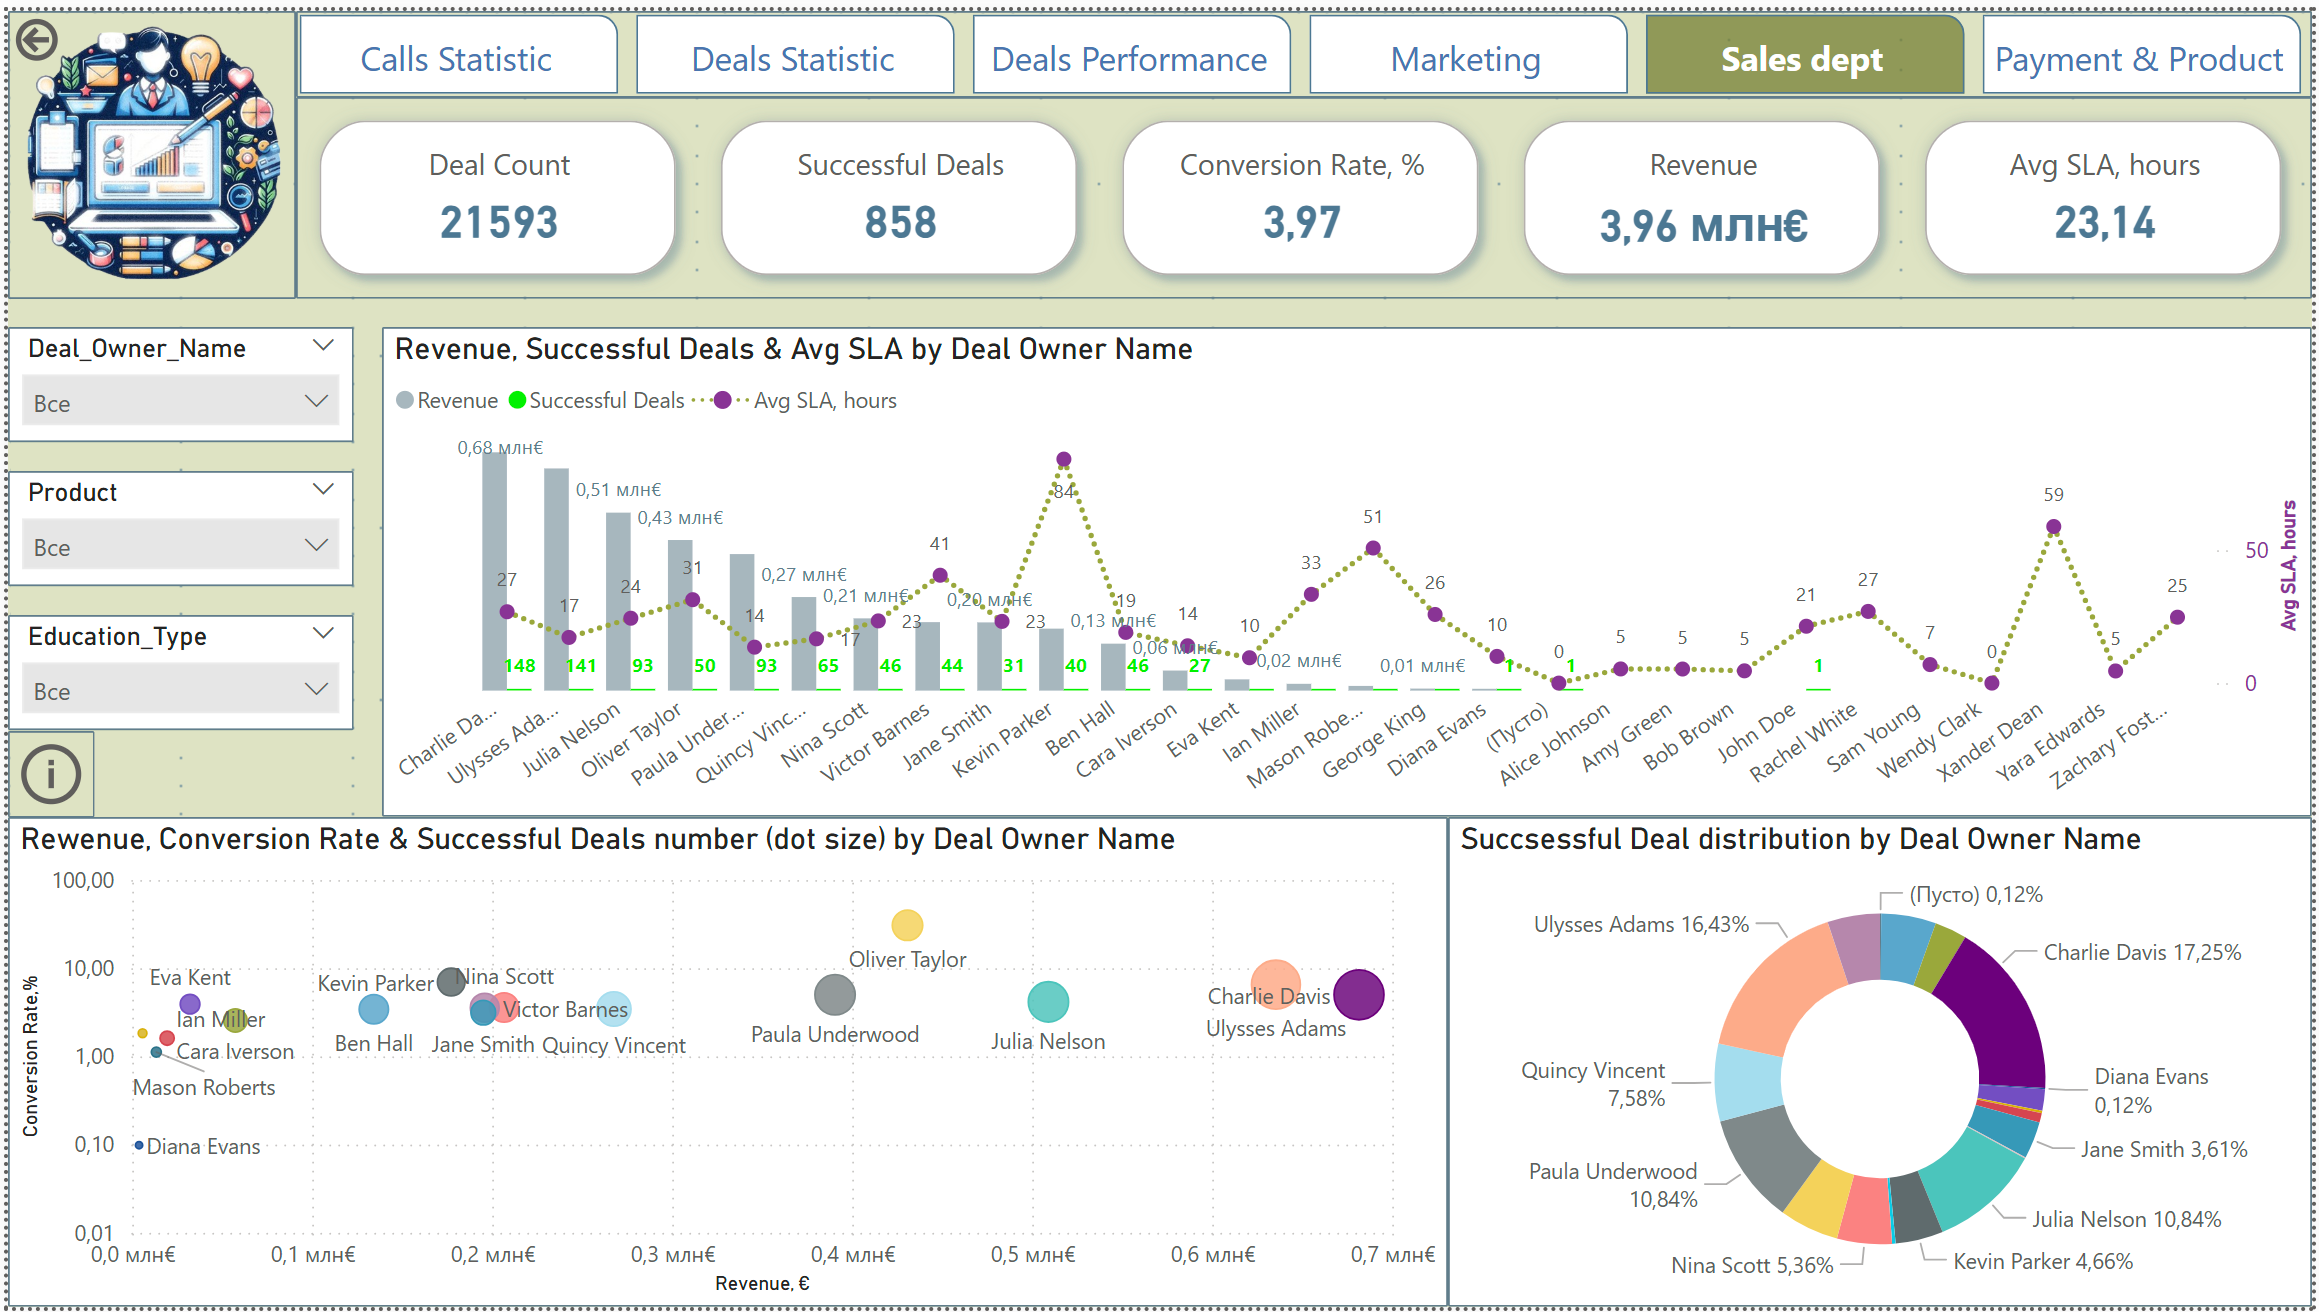 Calls Statistic
Deals Statistic
Deals Performance
Marketing
Sales dept
Payment & Product
Deal Count
21593
Successful Deals
858
Conversion Rate, %
3,97
Revenue
3,96 млн€
Avg SLA, hours
23,14
Deal_Owner_Name
Все
Product
Все
Education_Type
Все
Revenue, Successful Deals & Avg SLA by Deal Owner Name
Revenue
Successful Deals
Avg SLA, hours
0,68 млн€
0,51 млн€
0,43 млн€
0,27 млн€
0,21 млн€
0,20 млн€
0,13 млн€
0,06 млн€
0,02 млн€
0,01 млн€
27
17
24
31
14
17
23
41
23
84
19
14
10
33
51
26
10
0
5
5
5
21
27
7
0
59
5
25
148
141
93
50
93
65
46
44
31
40
46
27
1
1
1
50
0
Avg SLA, hours
Charlie Da...
Ulysses Ada...
Julia Nelson
Oliver Taylor
Paula Under...
Quincy Vinc...
Nina Scott
Victor Barnes
Jane Smith
Kevin Parker
Ben Hall
Cara Iverson
Eva Kent
Ian Miller
Mason Robe...
George King
Diana Evans
(Пусто)
Alice Johnson
Amy Green
Bob Brown
John Doe
Rachel White
Sam Young
Wendy Clark
Xander Dean
Yara Edwards
Zachary Fost...
Rewenue, Conversion Rate & Successful Deals number (dot size) by Deal Owner Name
Conversion Rate,%
100,00
10,00
1,00
0,10
0,01
Eva Kent
Ian Miller
Cara Iverson
Mason Roberts
Diana Evans
Kevin Parker
Nina Scott
Victor Barnes
Ben Hall
Jane Smith
Quincy Vincent
Oliver Taylor
Paula Underwood
Julia Nelson
Charlie Davis
Ulysses Adams
0,0 млн€
0,1 млн€
0,2 млн€
0,3 млн€
0,4 млн€
0,5 млн€
0,6 млн€
0,7 млн€
Revenue, €
Succsessful Deal distribution by Deal Owner Name
(Пусто) 0,12%
Charlie Davis 17,25%
Diana Evans
0,12%
Jane Smith 3,61%
Julia Nelson 10,84%
Kevin Parker 4,66%
Nina Scott 5,36%
Paula Underwood
10,84%
Quincy Vincent
7,58%
Ulysses Adams 16,43%